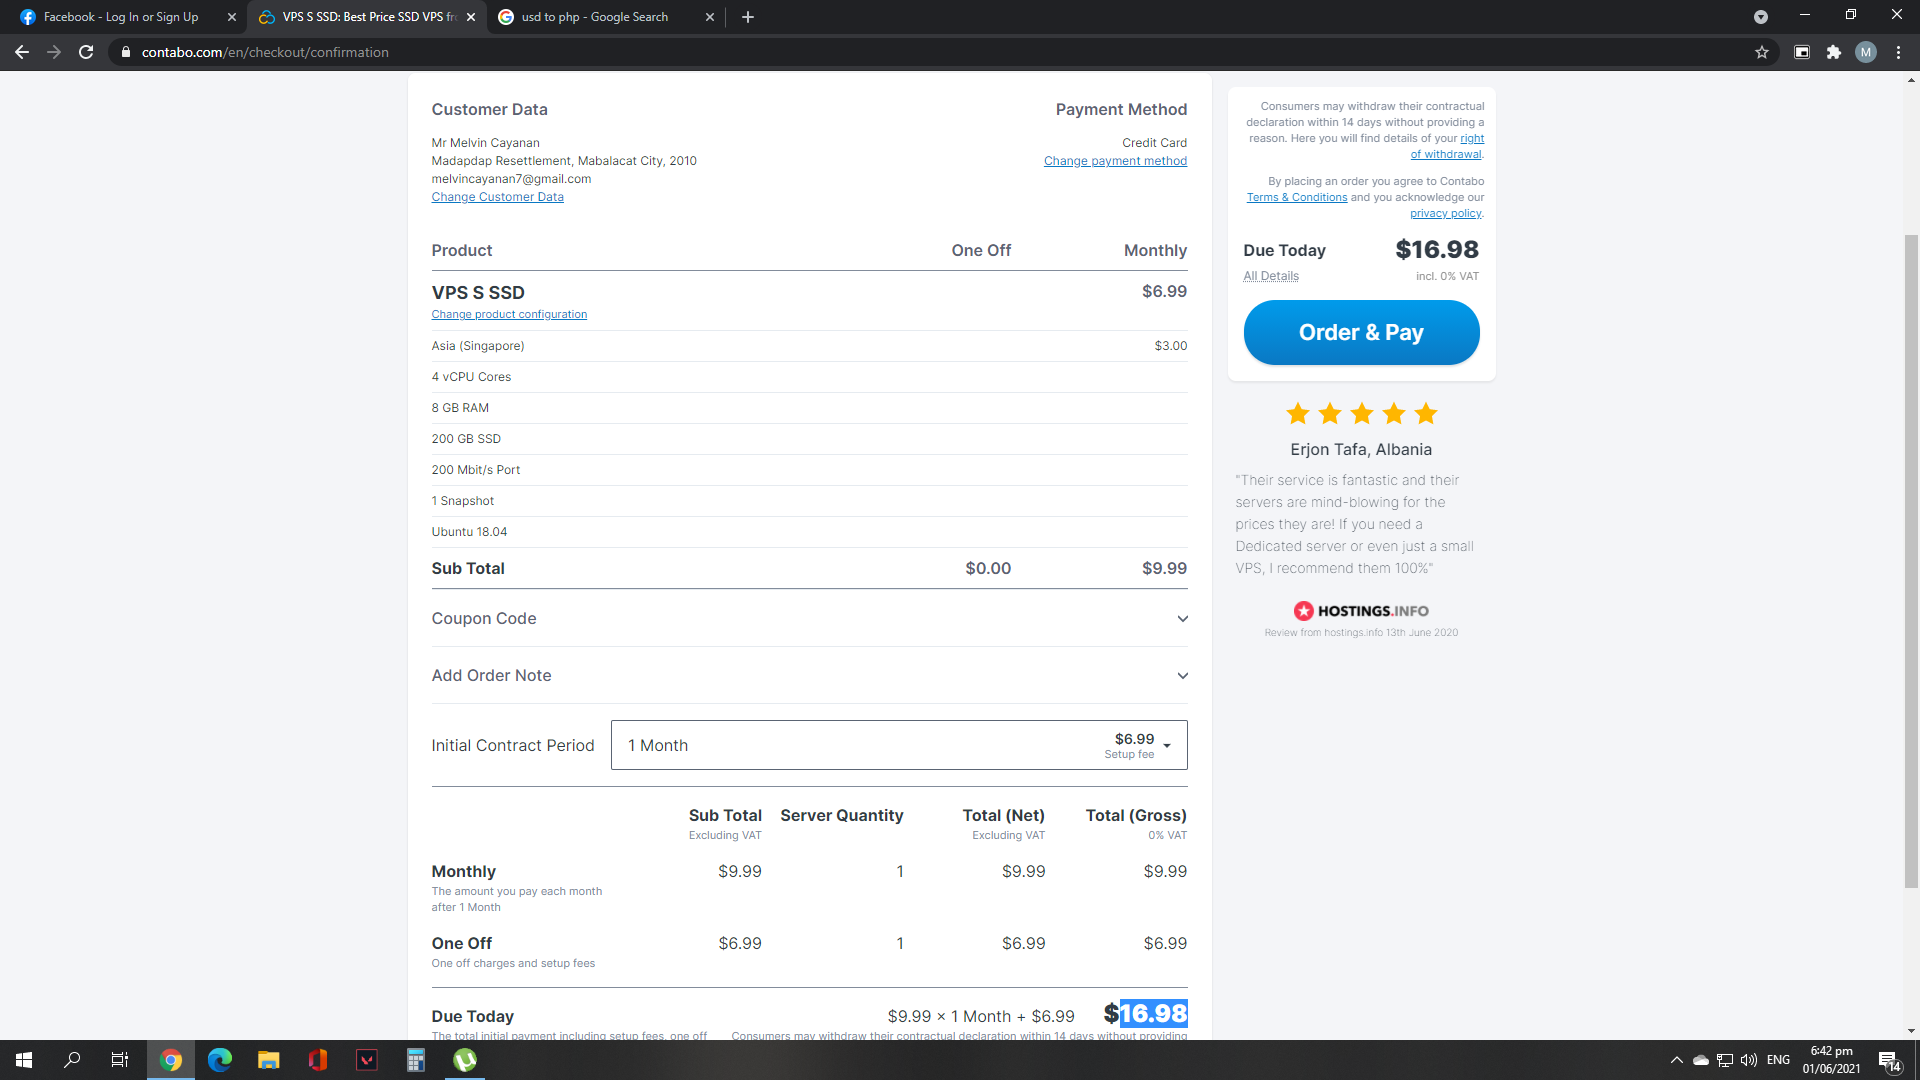 Facebook - Log In or Sign Up
VPS S SSD: Best Price SSD VPS fr
usd to php - Google Search
contabo.com/en/checkout/confirmation
M
Customer Data
Payment Method
Mr Melvin Cayanan
Credit Card
Madapdap Resettlement, Mabalacat City, 2010
Change payment method
melvincayanan7@gmail.com
Change Customer Data
Product One Off Monthly
VPS S SSD $6.99
Change product configuration
Asia (Singapore) $3.00
4 vCPU Cores
8 GB RAM
200 GB SSD
200 Mbit/s Port
1 Snapshot
Ubuntu 18.04
Sub Total $0.00 $9.99
Coupon Code
Add Order Note
Initial Contract Period 1 Month $6.99
Setup fee
Sub Total Server Quantity Total (Net) Total (Gross)
Excluding VAT Excluding VAT 0% VAT
Monthly $9.99 1 $9.99 $9.99
The amount you pay each month
after 1 Month
One Off $6.99 1 $6.99 $6.99
One off charges and setup fees
Due Today $9.99 × 1 Month + $6.99 $16.98
The total initial payment including setup fees, one off
Consumers may withdraw their contractual declaration within 14 days without providing
Consumers may withdraw their contractual
declaration within 14 days without providing a
reason. Here you will find details of your right
of withdrawal.
By placing an order you agree to Contabo
Terms & Conditions and you acknowledge our
privacy policy.
Due Today $16.98
All Details incl. 0% VAT
Order & Pay
Erjon Tafa, Albania
"Their service is fantastic and their
servers are mind-blowing for the
prices they are! If you need a
Dedicated server or even just a small
VPS, I recommend them 100%"
HOSTINGS.INFO
Review from hostings.info 13th June 2020
ENG
6:42 pm
01/06/2021
14